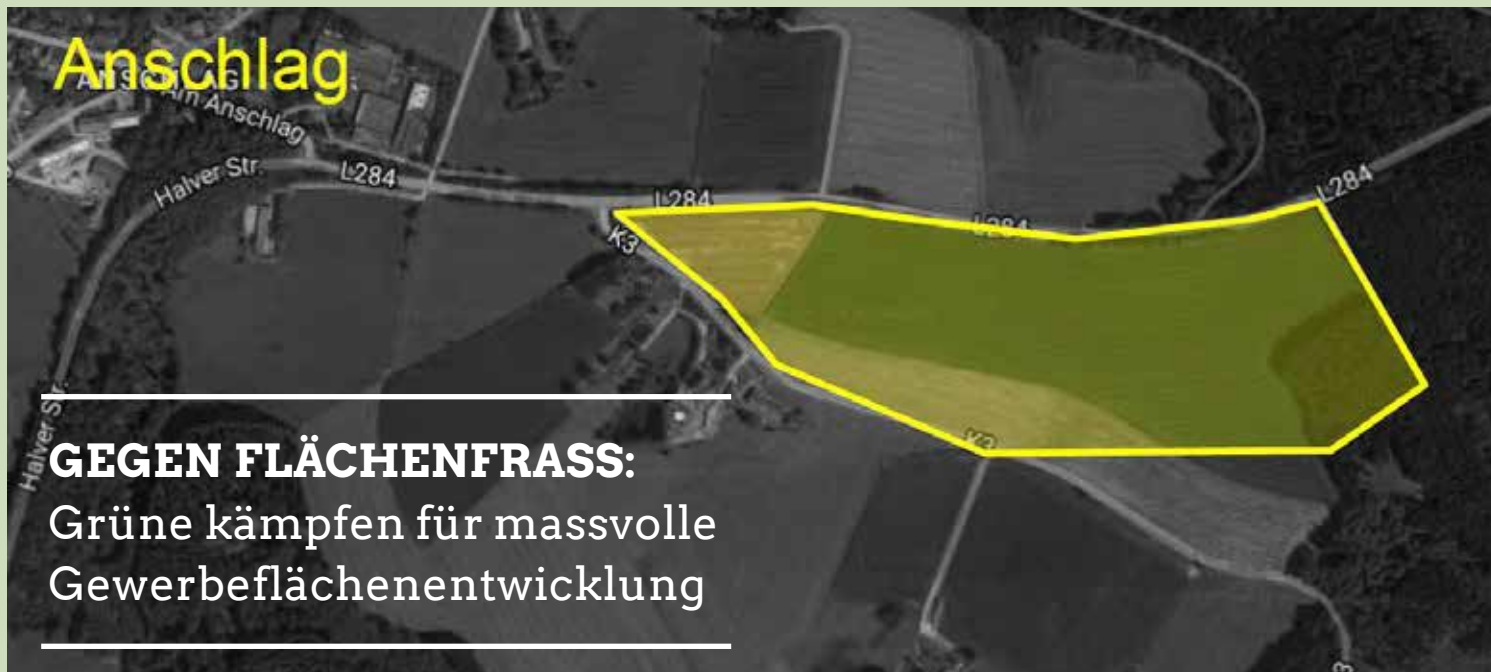 Anschlag
ANSCHLAG
Am Anschlag
Halver Str.
L284
L284
L284
L284
K3
K3
Halver Str.
GEGEN FLÄCHENFRASS:
Grüne kämpfen für massvolle
Gewerbeflächenentwicklung